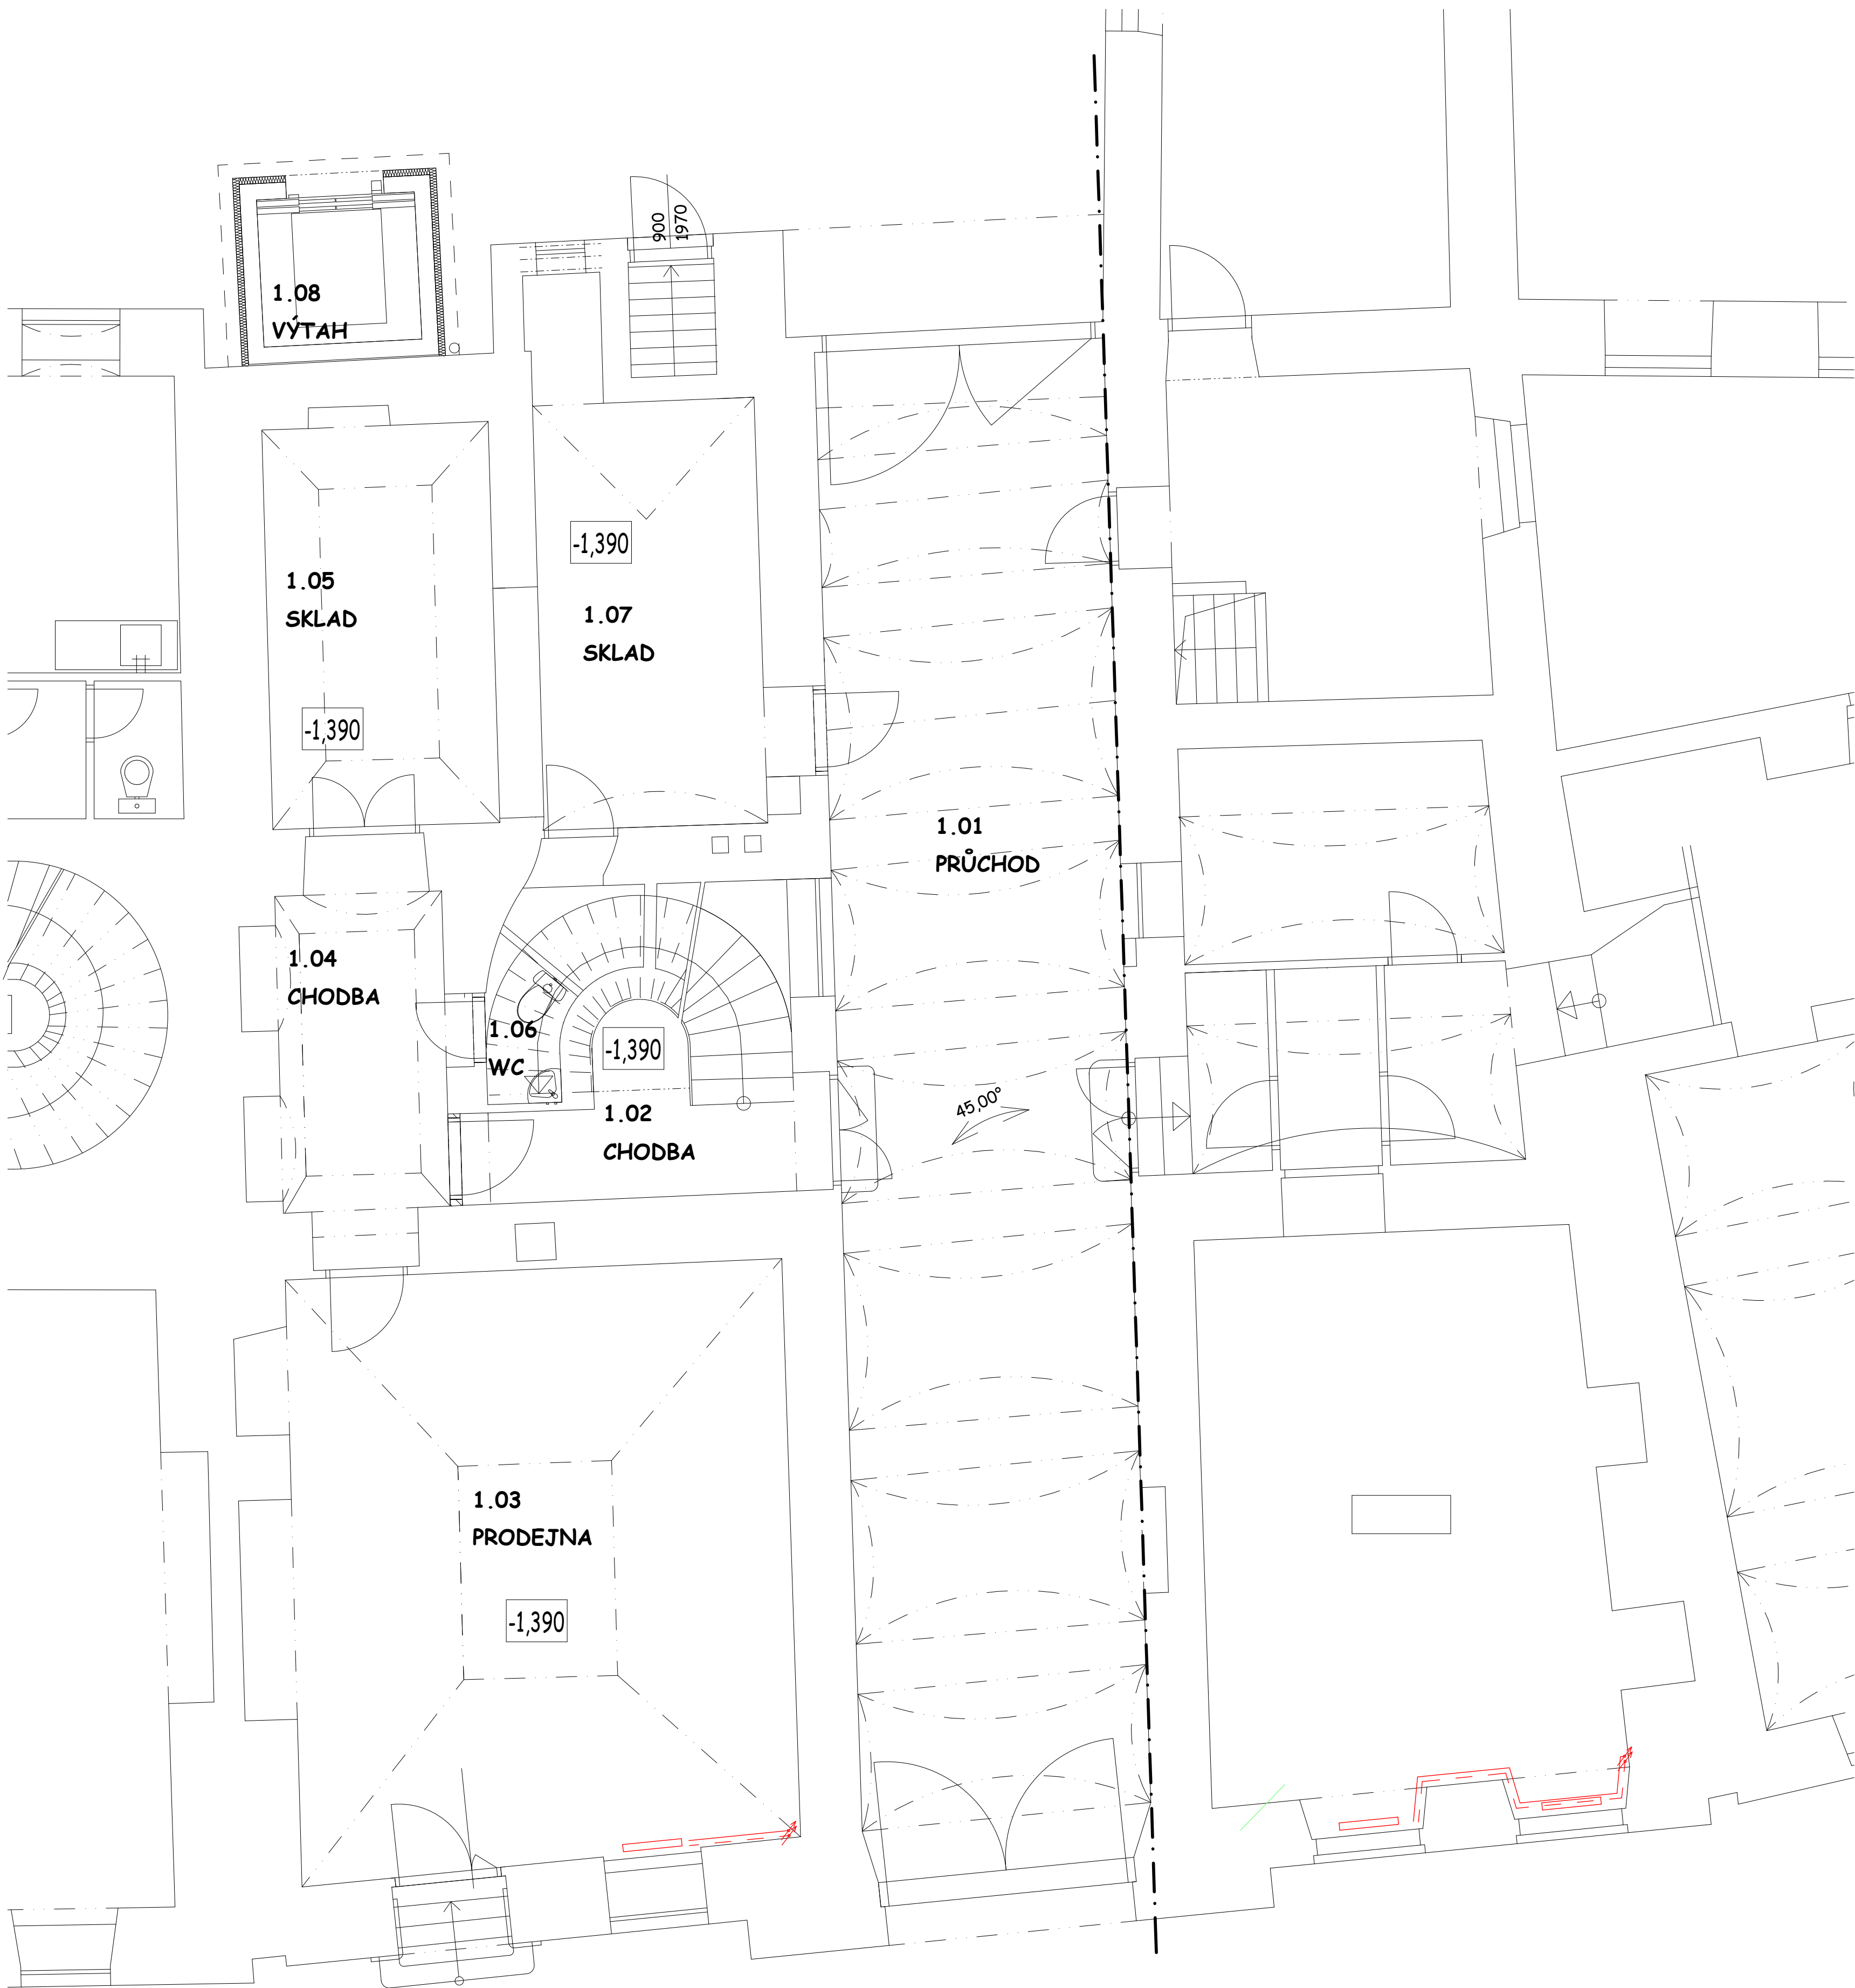 900
1970
1.08
VÝTAH
-1,390
1.05
SKLAD
1.07
SKLAD
-1,390
1.01
PRŮCHOD
1.04
CHODBA
1.06
WC
-1,390
1.02
CHODBA
45,00°
1.03
PRODEJNA
-1,390